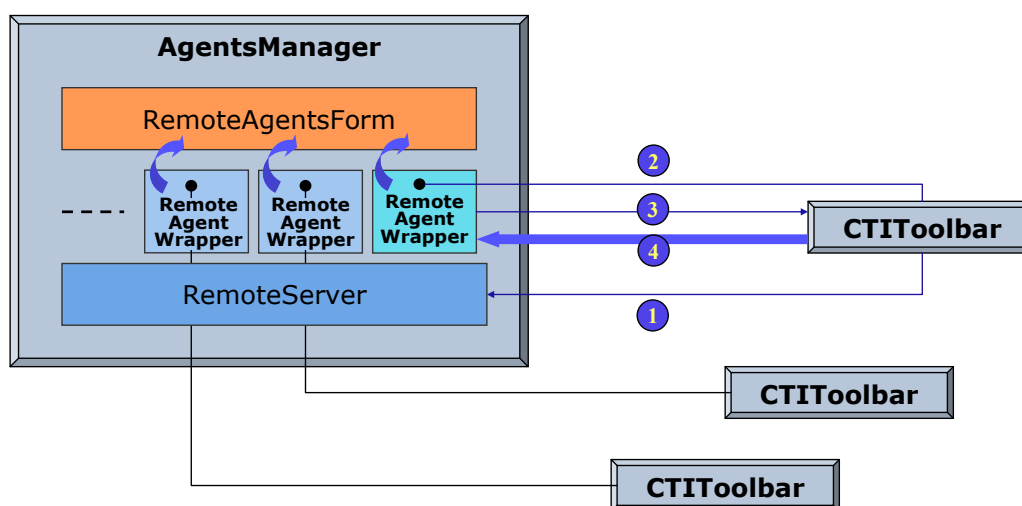 AgentsManager
RemoteAgentsForm
Remote
Agent
Wrapper
Remote
Agent
Wrapper
Remote
Agent
Wrapper
RemoteServer
2
3
4
1
CTIToolbar
CTIToolbar
CTIToolbar